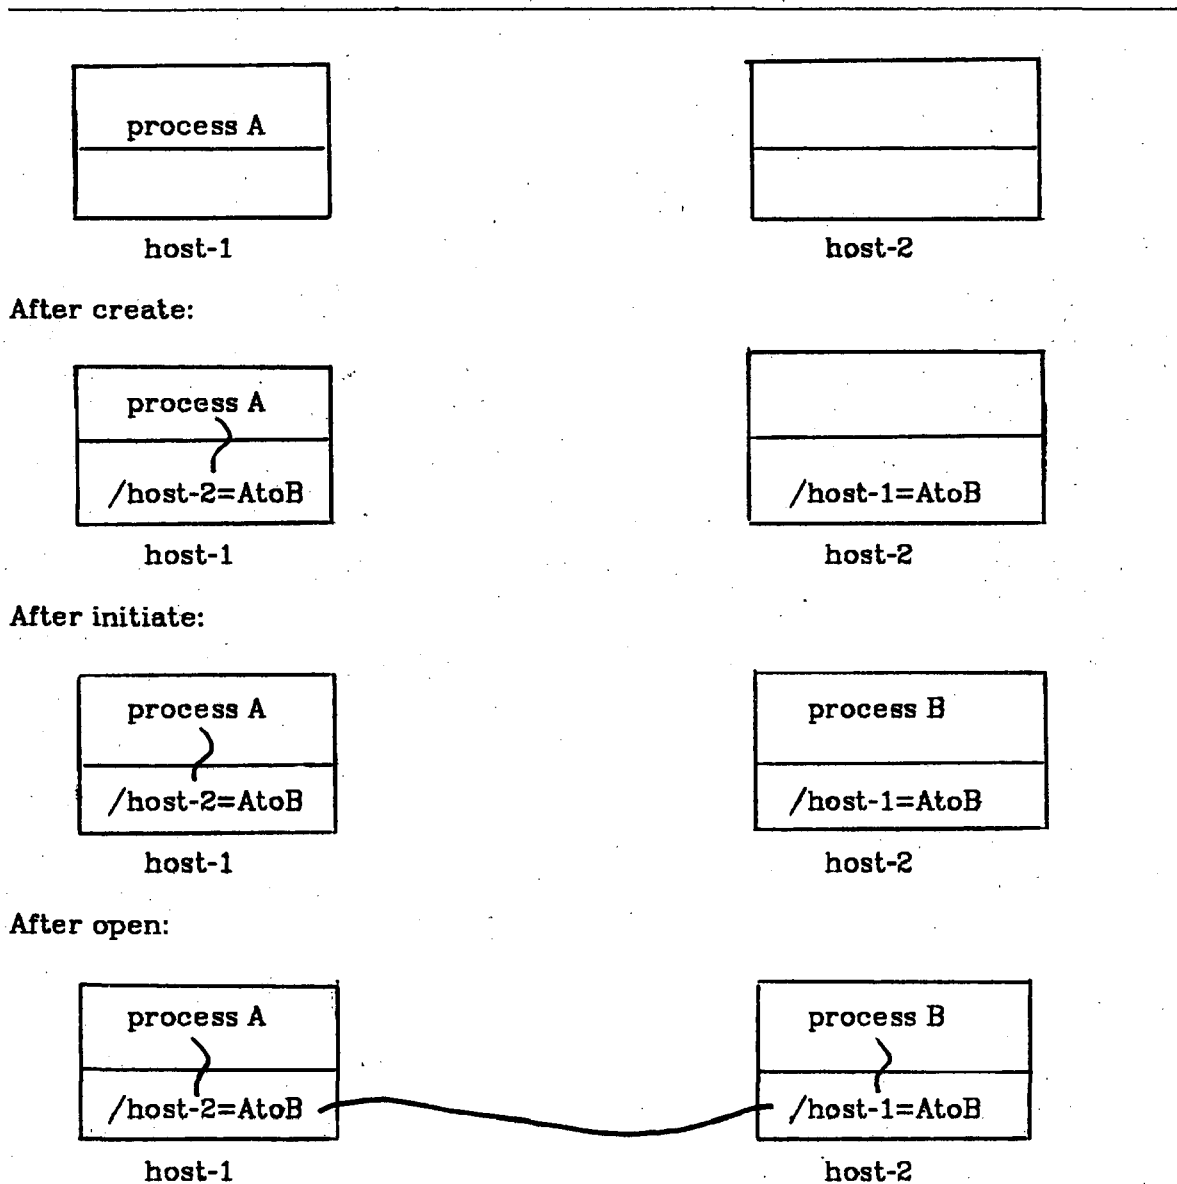 process A
host-1 host-2
After create:
process A
/host-2=AtoB /host-1=AtoB
host-1 host-2
After initiate:
process A process B
/host-2=AtoB /host-1=AtoB
host-1 host-2
After open:
process A process B
/host-2=AtoB /host-1=AtoB
host-1 host-2